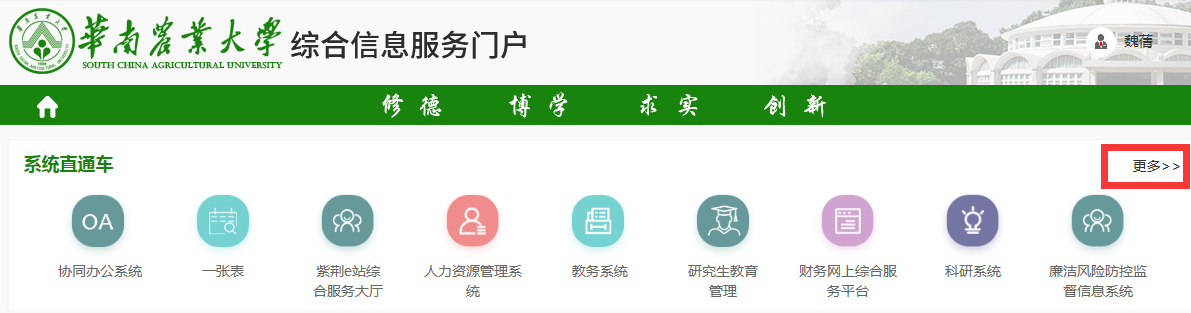 華南農業大學
SOUTH CHINA AGRICULTURAL UNIVERSITY
综合信息服务门户
魏蒨
修德 博学 求实 创新
系统直通车
更多>>
OA
协同办公系统
一张表
紫荆e站综
合服务大厅
人力资源管理系
统
教务系统
研究生教育
管理
财务网上综合服
务平台
科研系统
廉洁风险防控监
督信息系统